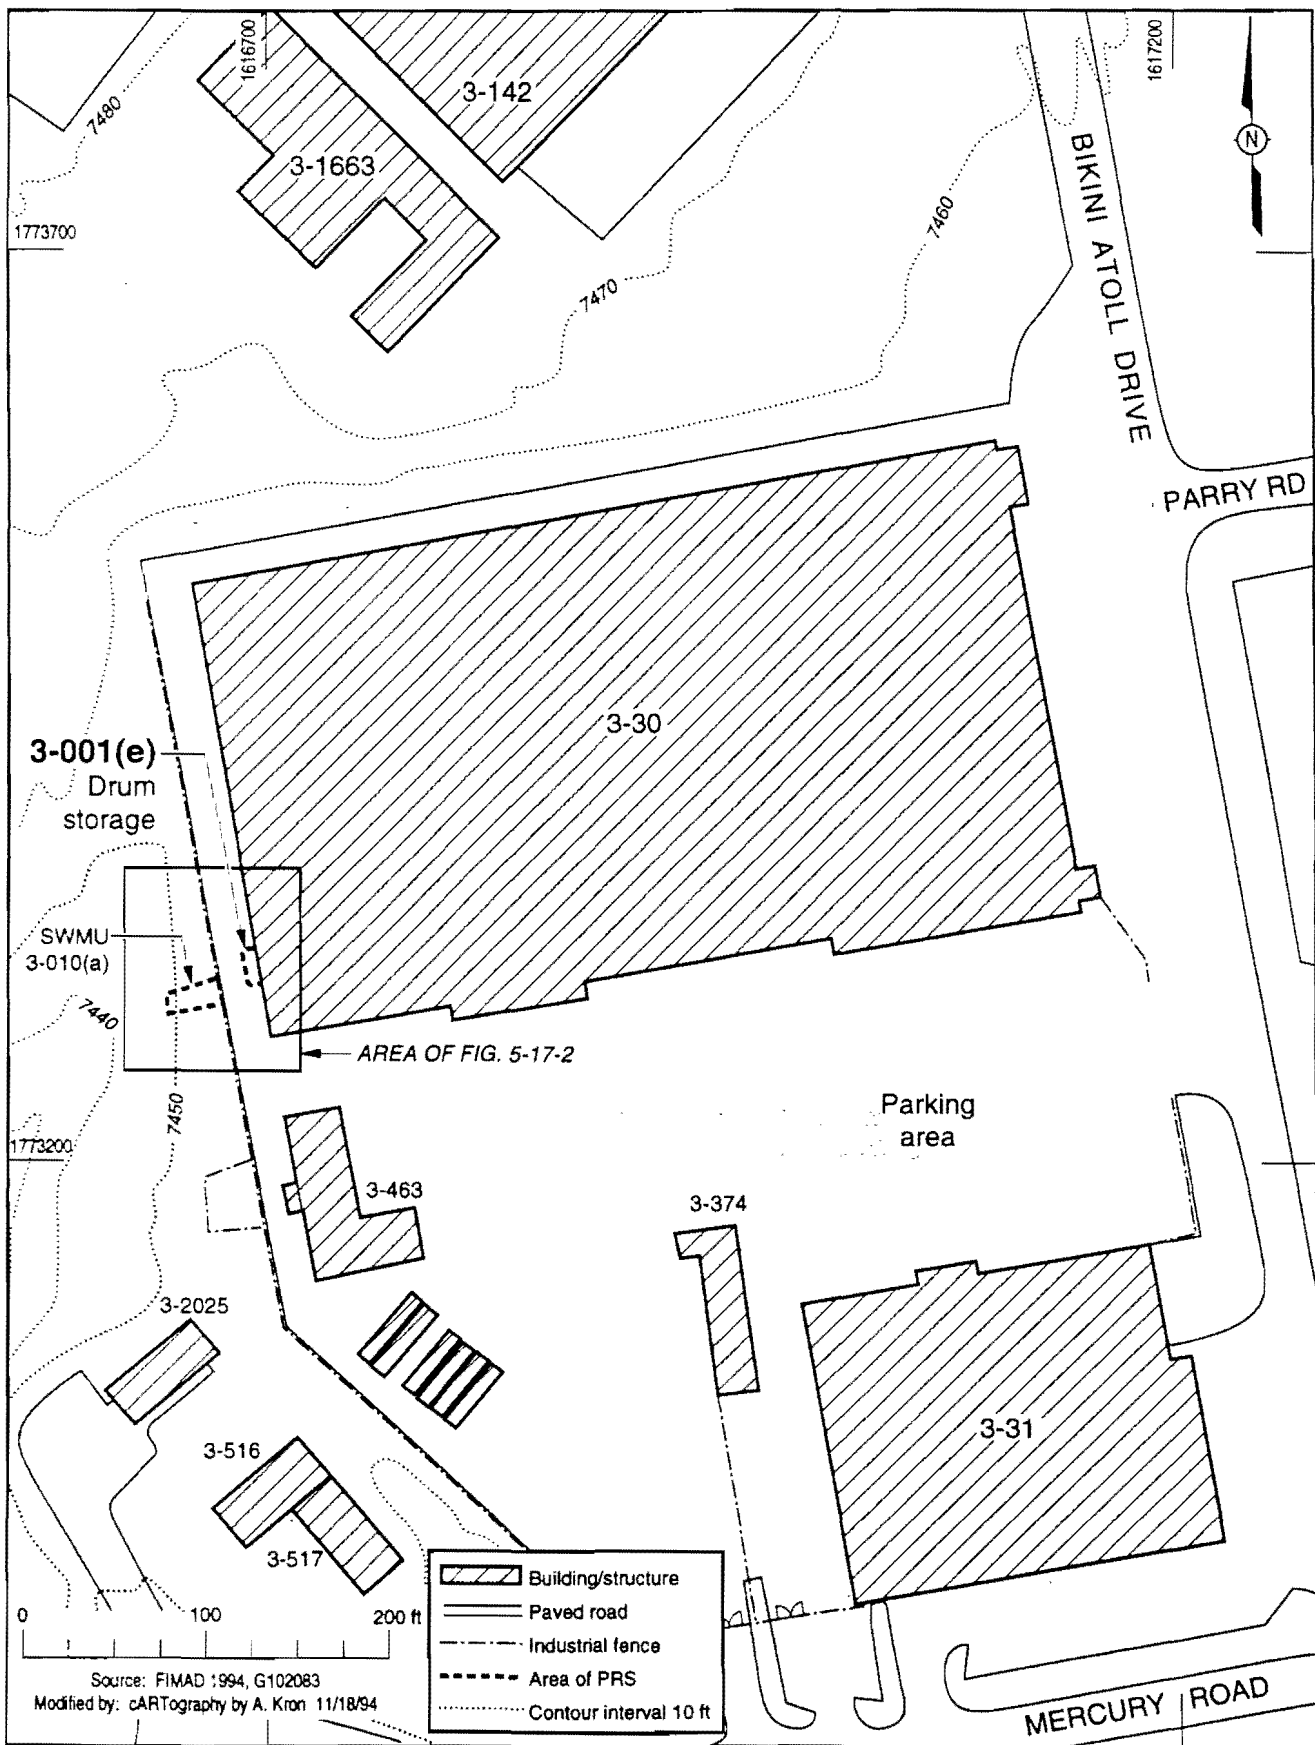 1616700
1617200
3-142
7480
N
3-1663
BIKINI ATOLL DRIVE
1773700
7460
7470
PARRY RD
3-30
3-001(e)
Drum
storage
SWMU
3-010(a)
7440
AREA OF FIG. 5-17-2
7450
Parking
area
1773200
3-463
3-374
3-2025
3-31
3-516
3-517
Building/structure
Paved road
Industrial fence
Area of PRS
Contour interval 10 ft
0 100 200 ft
Source: FIMAD 1994, G102083
Modified by: cARTography by A. Kron 11/18/94
MERCURY ROAD